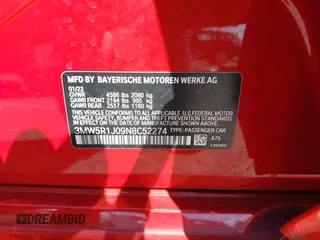 MFD BY BAYERISCHE MOTOREN WERKE AG
01/22
GVWR 4586 lbs 2080 kg
GAWR FRONT 2194 lbs 995 kg
GAWR REAR 2557 lbs 1160 kg
THIS VEHICLE CONFORMS TO ALL APPLICABLE
U.S. FEDERAL MOTOR VEHICLE SAFETY, BUMPER,
AND THEFT PREVENTION STANDARDS IN EFFECT ON
THE DATE OF MANUFACTURE SHOWN ABOVE.
3MW5R1J09N8C52274 TYPE: PASSENGER CAR
A75
DREAMBID